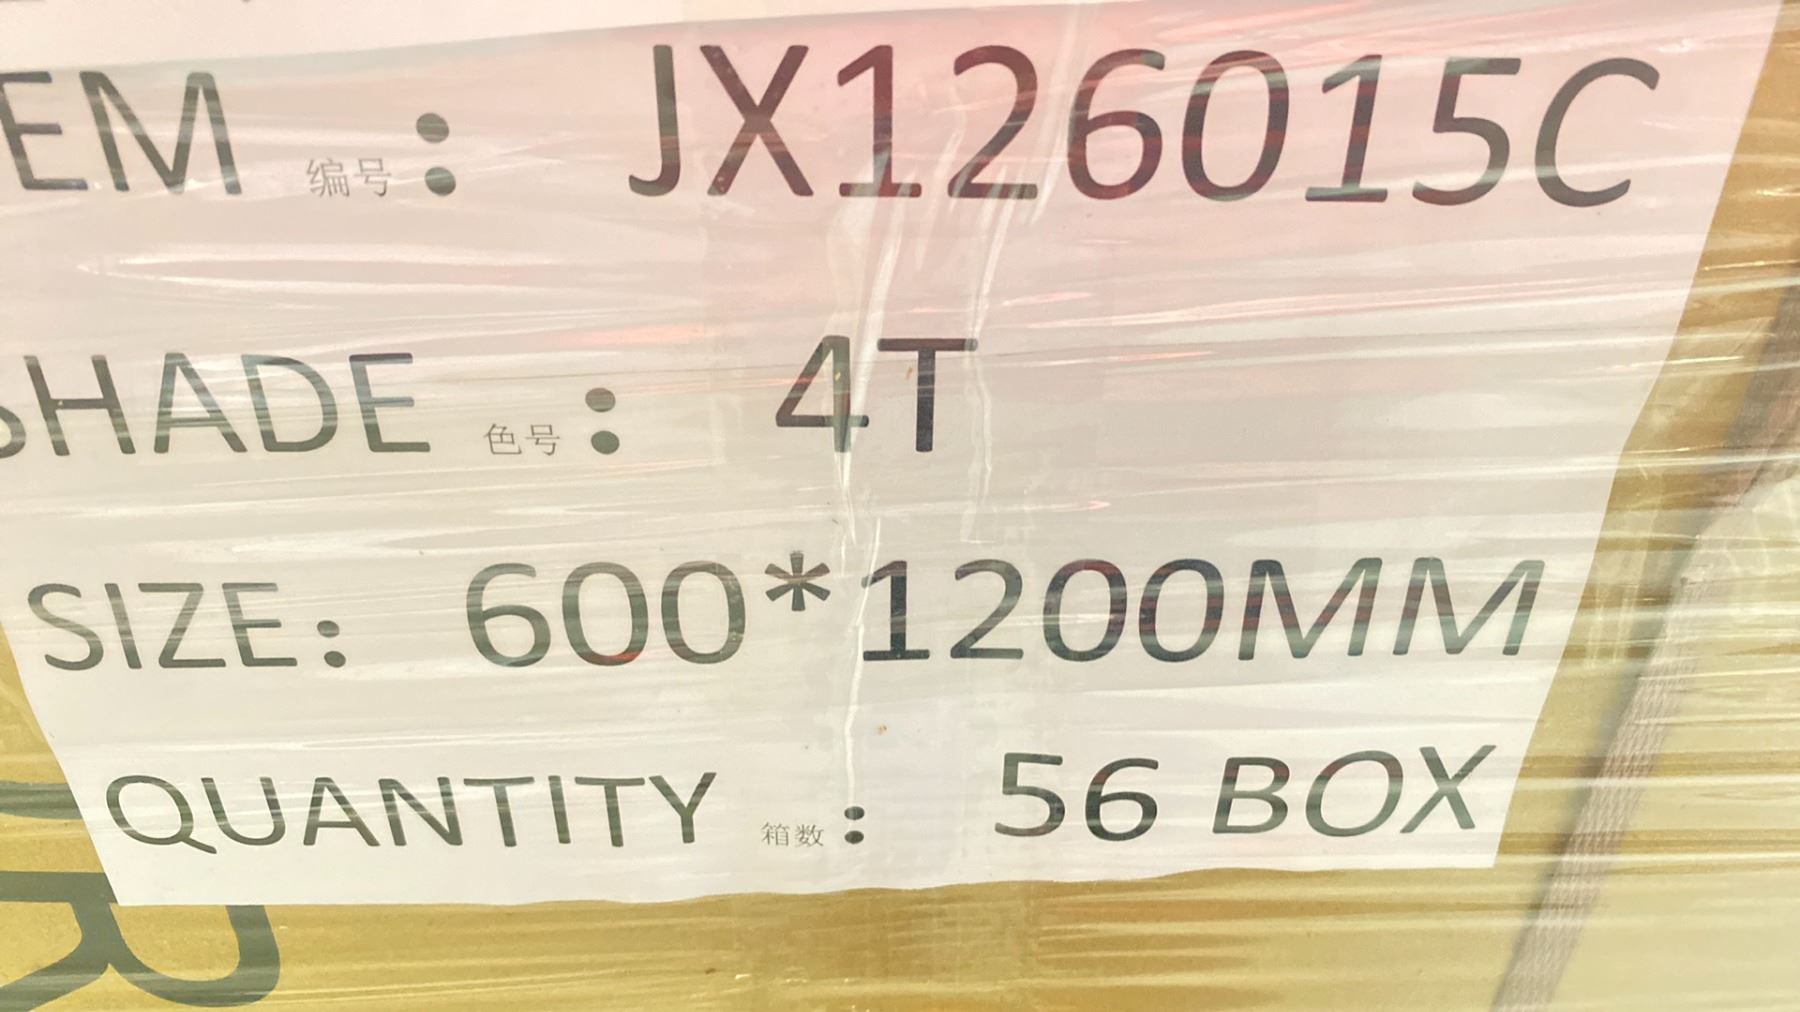 EM 编号 : JX126015C
SHADE 色号 : 4T
SIZE: 600*1200MM
QUANTITY 箱数 : 56 BOX